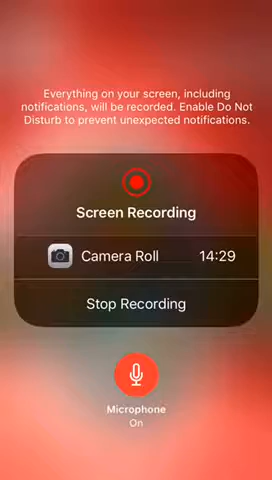 Everything on your screen, including
notifications, will be recorded. Enable Do Not
Disturb to prevent unexpected notifications.
Screen Recording
Camera Roll 14:29
Stop Recording
Microphone
On